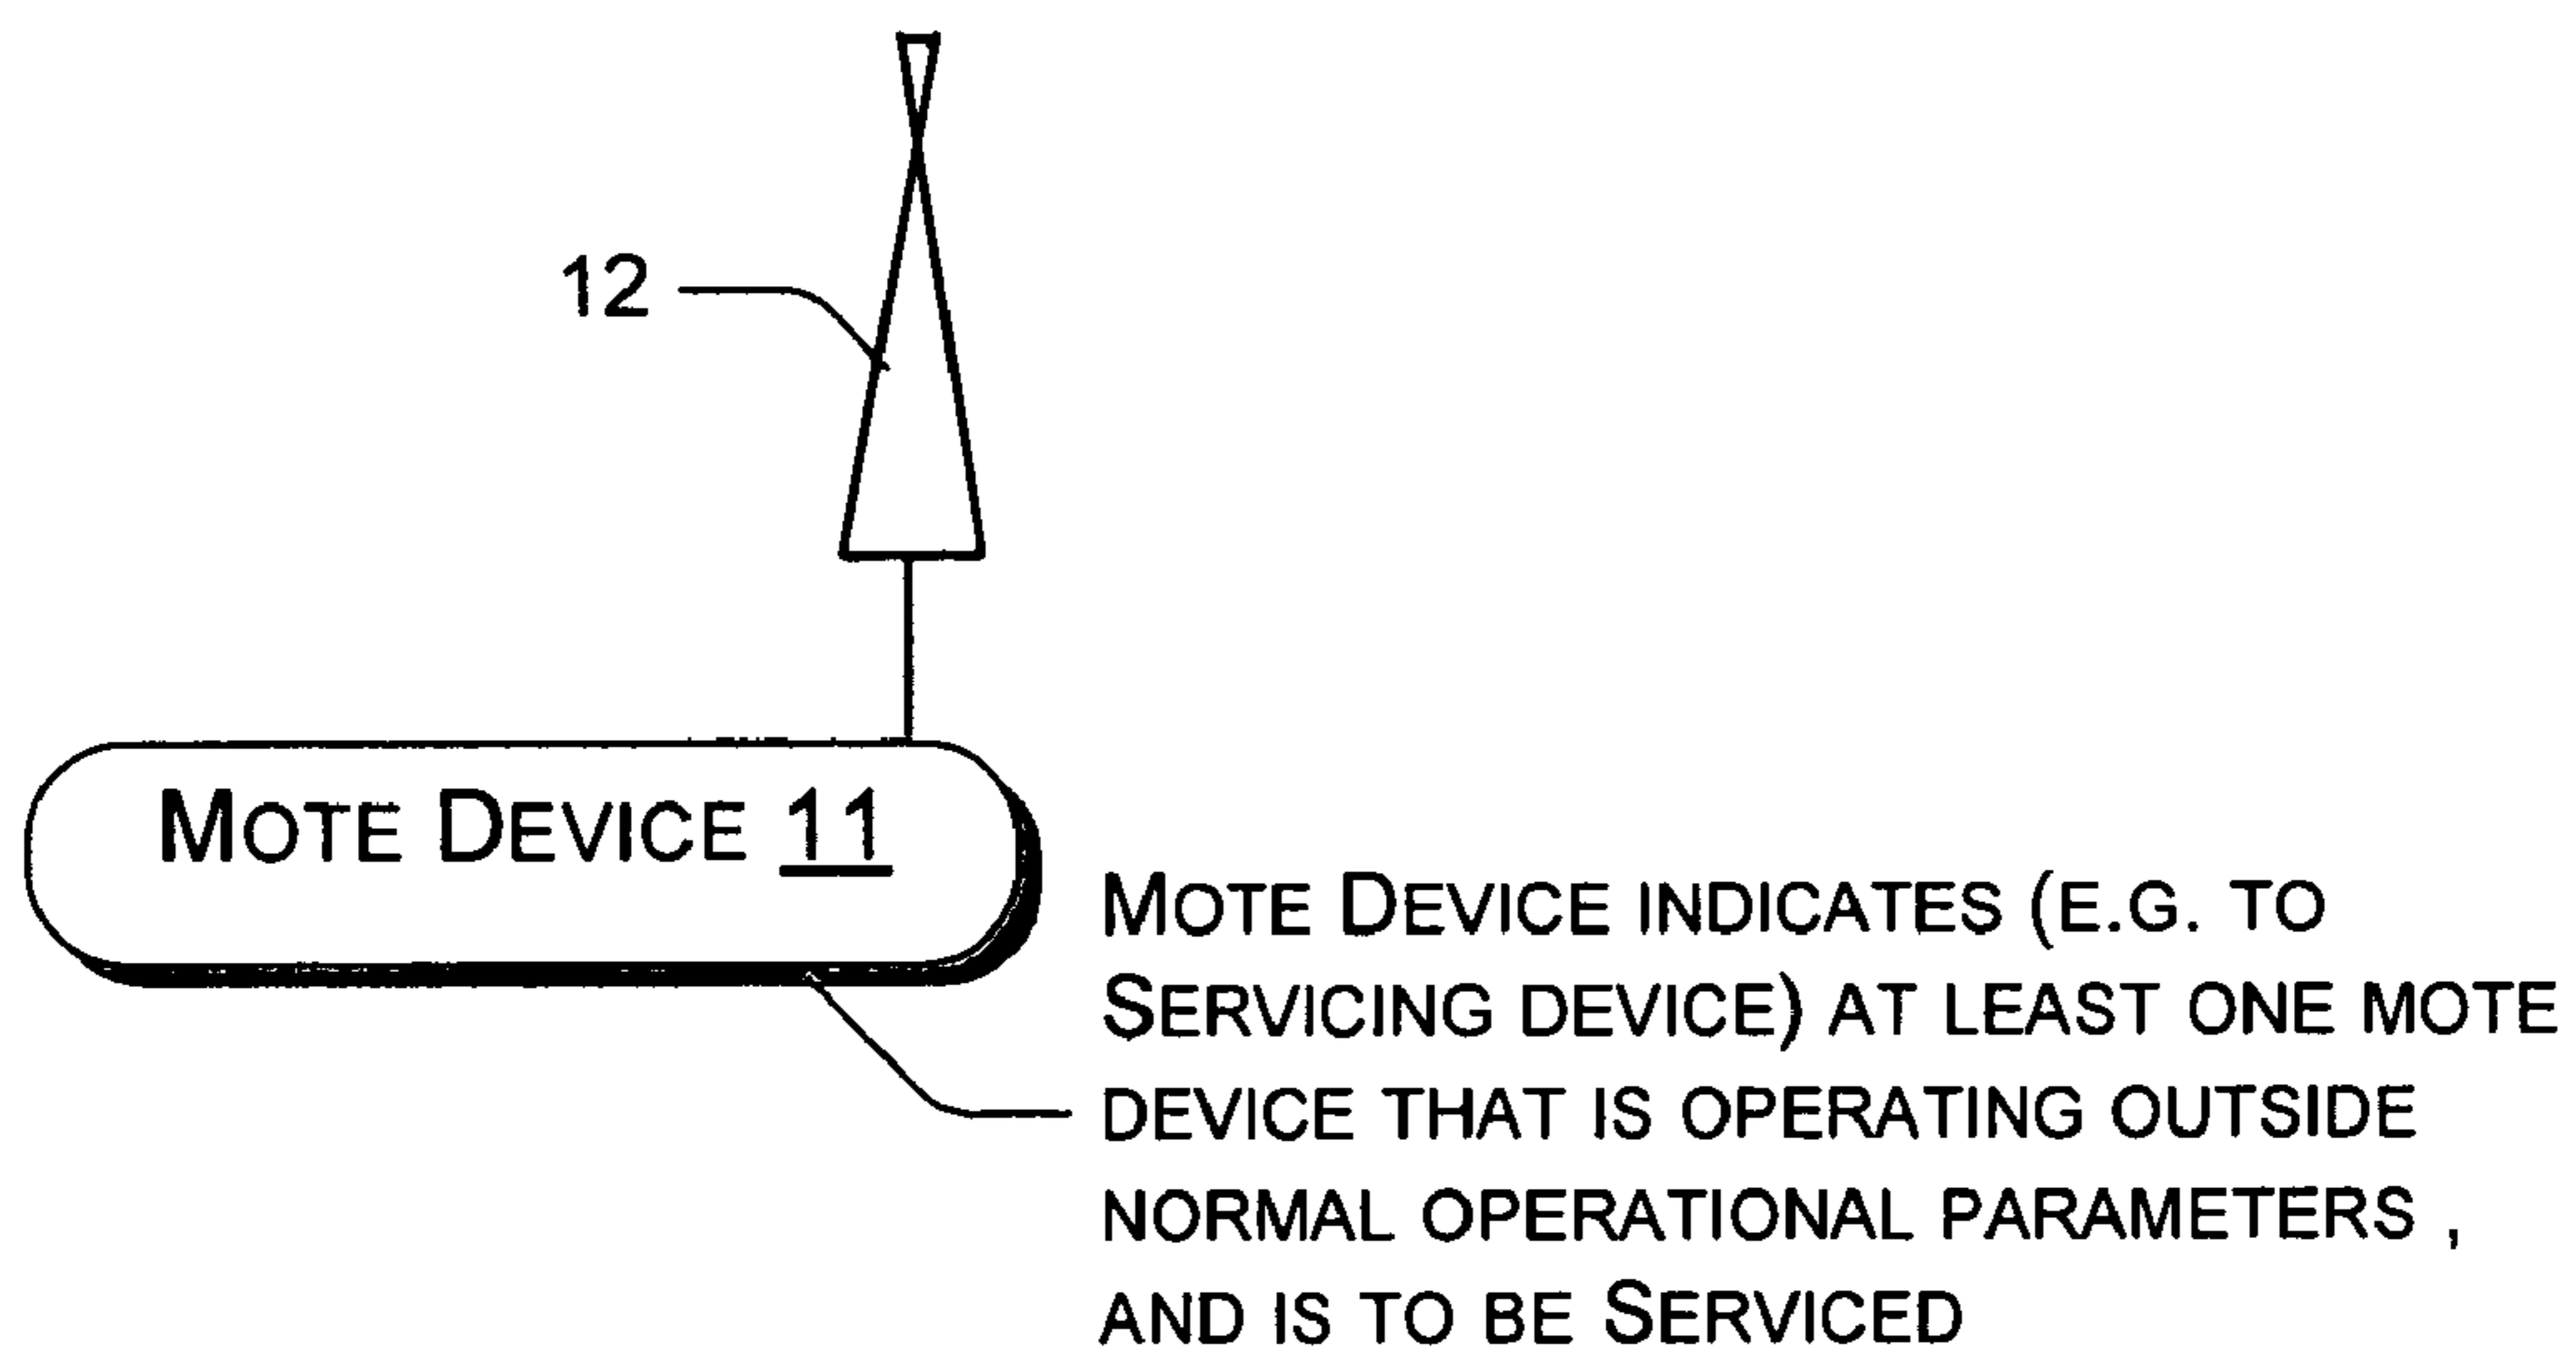 12
MOTE DEVICE 11
MOTE DEVICE INDICATES (E.G. TO
SERVICING DEVICE) AT LEAST ONE MOTE
DEVICE THAT IS OPERATING OUTSIDE
NORMAL OPERATIONAL PARAMETERS ,
AND IS TO BE SERVICED